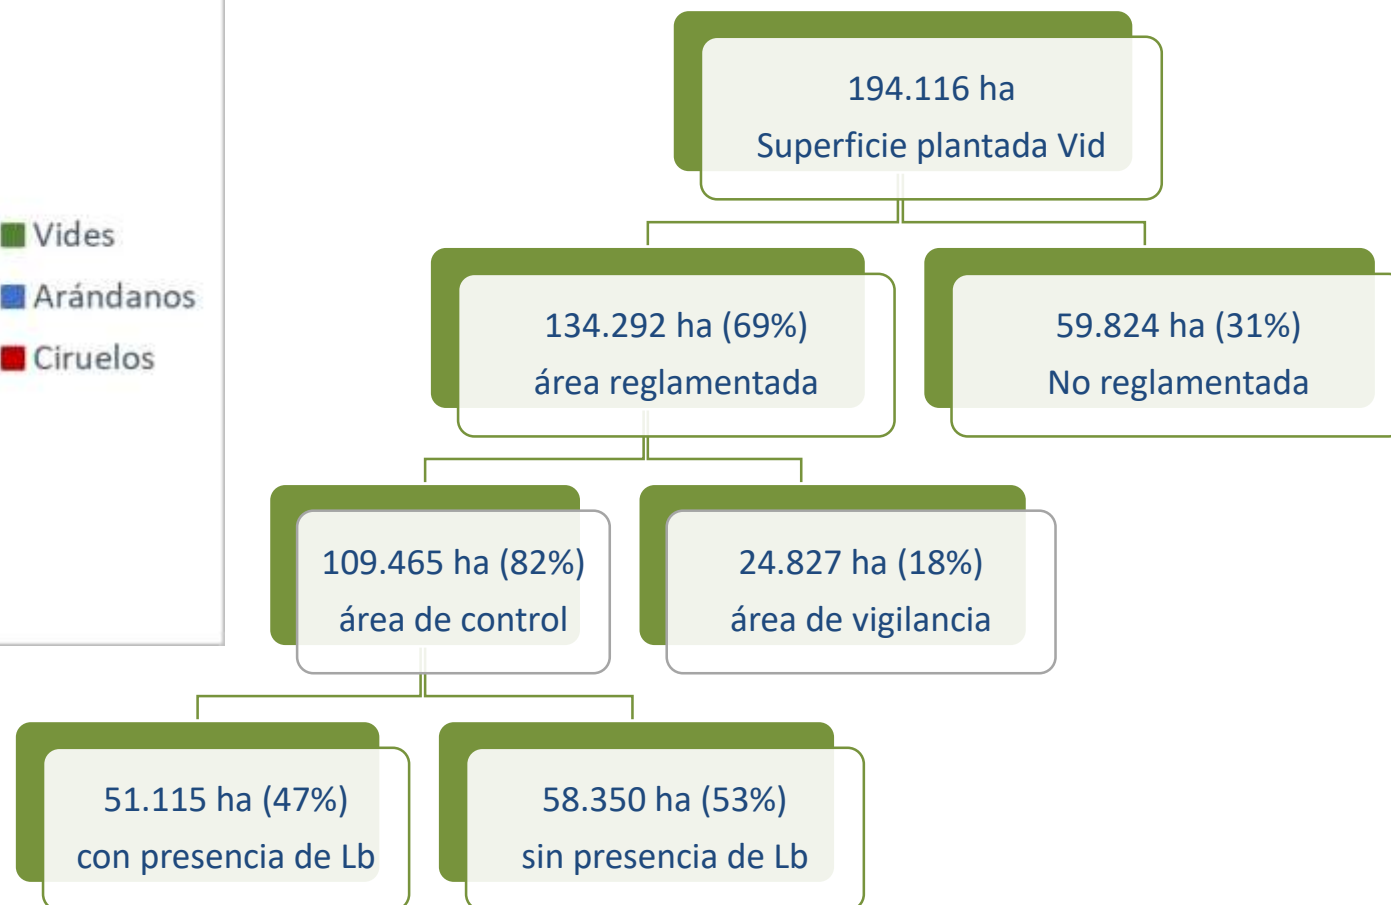 194.116 ha
Superficie plantada Vid
Vides
Arándanos
Ciruelos
134.292 ha (69%)
área reglamentada
59.824 ha (31%)
No reglamentada
109.465 ha (82%)
área de control
24.827 ha (18%)
área de vigilancia
51.115 ha (47%)
con presencia de Lb
58.350 ha (53%)
sin presencia de Lb